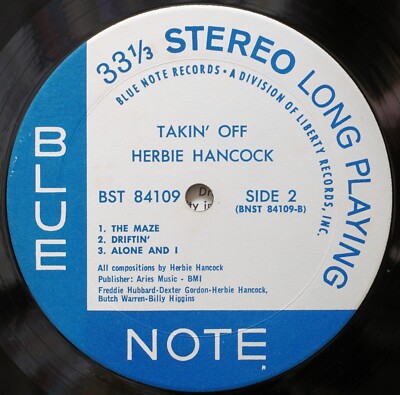 33 1/3 STEREO LONG PLAYING
BLUE NOTE RECORDS • A DIVISION OF LIBERTY RECORDS, INC.
TAKIN' OFF
HERBIE HANCOCK
BST 84109
SIDE 2
(BNST 84109-B)
1. THE MAZE
2. DRIFTIN'
3. ALONE AND I
All compositions by Herbie Hancock
Publisher: Aries Music - BMI
Freddie Hubbard-Dexter Gordon-Herbie Hancock,
Butch Warren-Billy Higgins
BLUE
NOTE